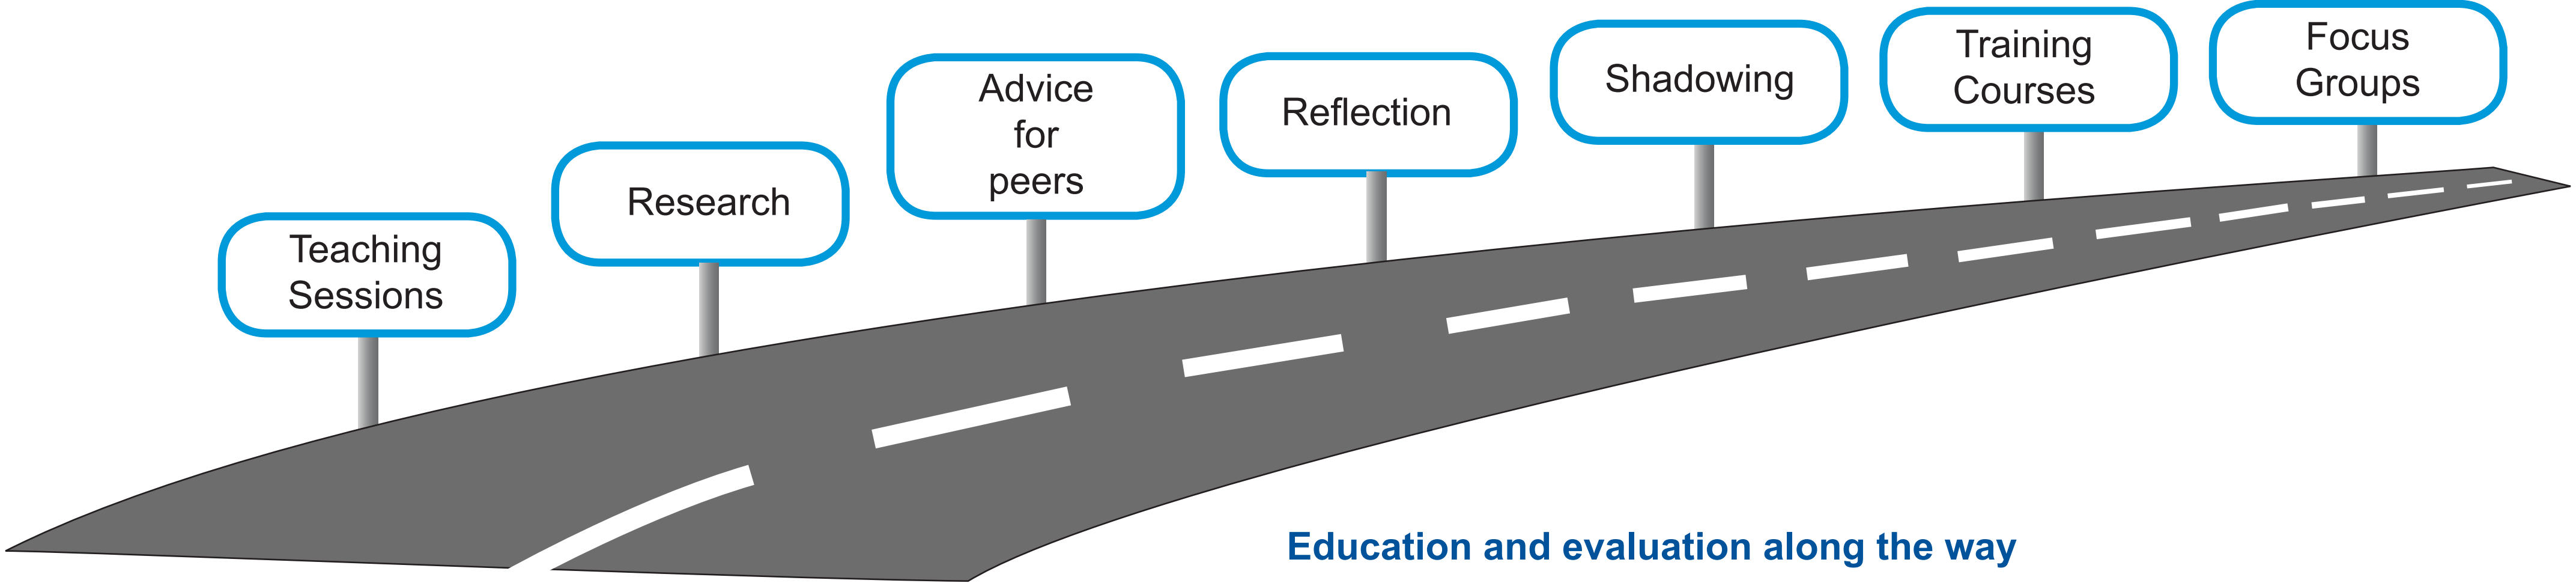 Teaching
Sessions
Research
Advice
for
peers
Reflection
Shadowing
Training
Courses
Focus
Groups
Education and evaluation along the way